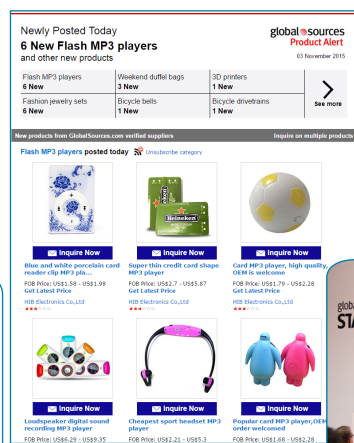 Newly Posted Today
6 New Flash MP3 players
and other new products
global sources
Product Alert
03 November 2015
Flash MP3 players
6 New
Weekend duffel bags
3 New
3D printers
1 New
Fashion jewelry sets
6 New
Bicycle bells
1 New
Bicycle drivetrains
1 New
See more
New products from GlobalSources.com verified suppliers
Inquire on multiple products
Flash MP3 players posted today Unsubscribe category
Heineken
Inquire Now
Inquire Now
Inquire Now
Blue and white porcelain card
reader clip MP3 pla...
FOB Price: US$1.58 - US$1.98
Get Latest Price
HIB Electronics Co.,Ltd
Super thin credit card shape
MP3 player
FOB Price: US$2.7 - US$5.87
Get Latest Price
HIB Electronics Co.,Ltd
Card MP3 player, high quality,
OEM is welcome
FOB Price: US$1.79 - US$2.28
Get Latest Price
HIB Electronics Co.,Ltd
Inquire Now
Inquire Now
Inquire Now
Loudspeaker digital sound
recording MP3 player
FOB Price: US$6.29 - US$9.35
Cheapest sport headset MP3
player
FOB Price: US$2.21 - US$5.3
Popular card MP3 player,OEM
order welcomed
FOB Price: US$1.68 - US$2.28